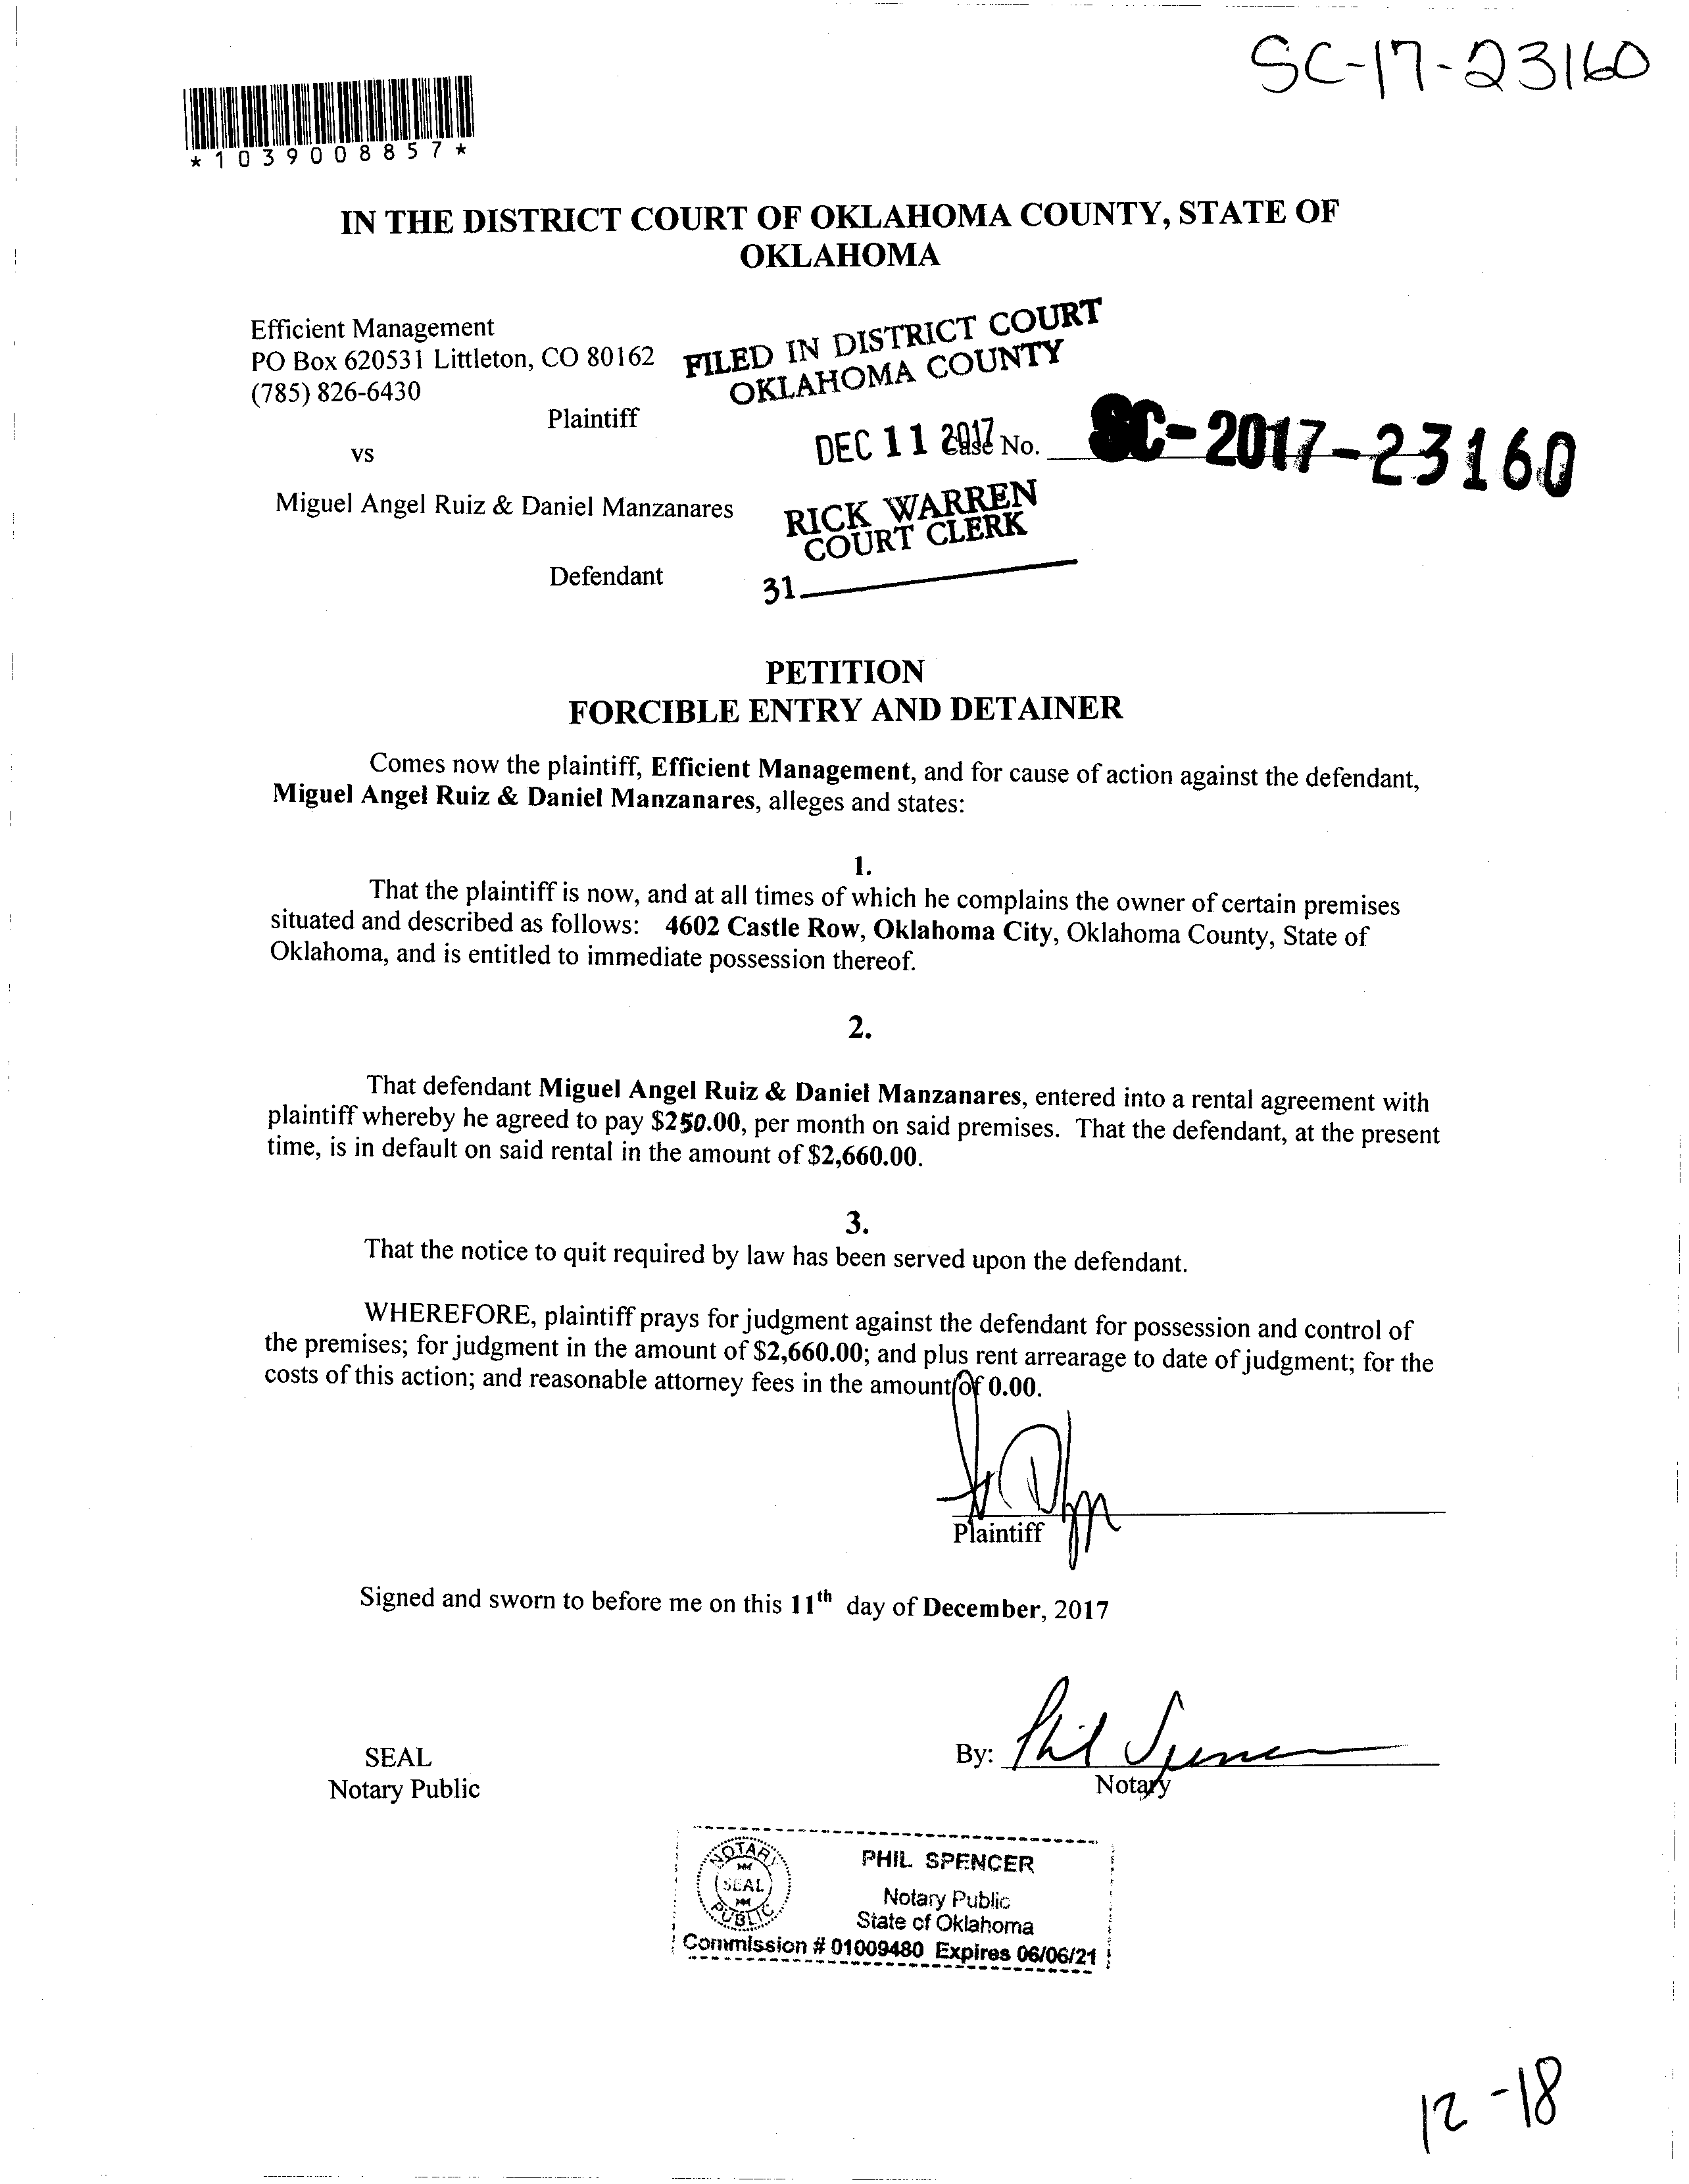 SC-17-23160
*1039008857*
IN THE DISTRICT COURT OF OKLAHOMA COUNTY, STATE OF
OKLAHOMA
Efficient Management
PO Box 620531 Littleton, CO 80162
(785) 826-6430
Plaintiff
FILED IN DISTRICT COURT
OKLAHOMA COUNTY
DEC 11 2017
Case No. SC-2017-23160
vs
Miguel Angel Ruiz & Daniel Manzanares
RICK WARREN
COURT CLERK
Defendant
31
PETITION
FORCIBLE ENTRY AND DETAINER
Comes now the plaintiff, Efficient Management, and for cause of action against the defendant,
Miguel Angel Ruiz & Daniel Manzanares, alleges and states:
1.
That the plaintiff is now, and at all times of which he complains the owner of certain premises
situated and described as follows: 4602 Castle Row, Oklahoma City, Oklahoma County, State of
Oklahoma, and is entitled to immediate possession thereof.
2.
That defendant Miguel Angel Ruiz & Daniel Manzanares, entered into a rental agreement with
plaintiff whereby he agreed to pay $250.00, per month on said premises. That the defendant, at the present
time, is in default on said rental in the amount of $2,660.00.
3.
That the notice to quit required by law has been served upon the defendant.
WHEREFORE, plaintiff prays for judgment against the defendant for possession and control of
the premises; for judgment in the amount of $2,660.00; and plus rent arrearage to date of judgment; for the
costs of this action; and reasonable attorney fees in the amount of 0.00.
Plaintiff
Signed and sworn to before me on this 11th day of December, 2017
SEAL
Notary Public
By: Phil Spencer
Notary
NOTARY
SEAL
PUBLIC
PHIL SPENCER
Notary Public
State of Oklahoma
Commission # 01009480 Expires 06/06/21
12-18